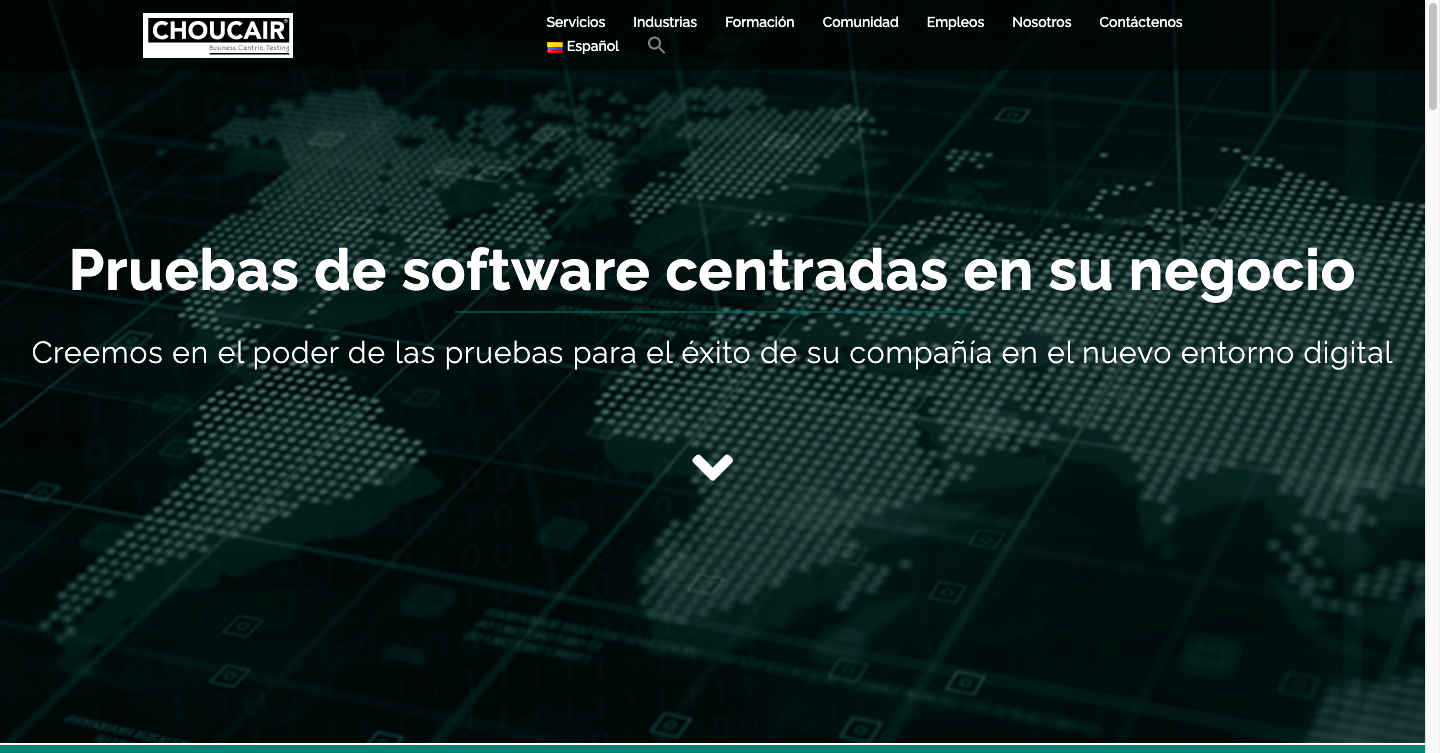 CHOUCAIR
Business Centric Testing
Servicios Industrias Formación Comunidad Empleos Nosotros Contáctenos
Español
Pruebas de software centradas en su negocio
Creemos en el poder de las pruebas para el éxito de su compañía en el nuevo entorno digital